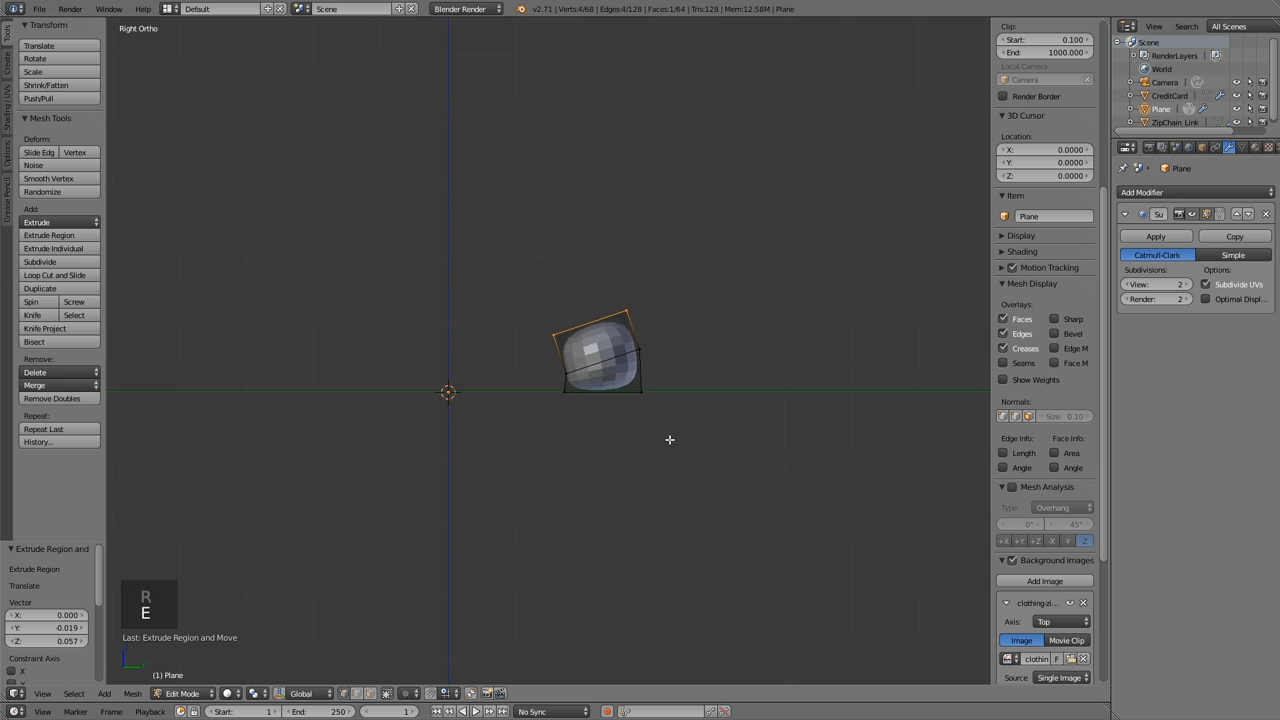 File Render Window Help Default Scene Blender Render v2.71 | Verts:4/68 | Edges:4/128 | Faces:1/64 | Tris:128 | Mem:12.58M | Plane
View Search All Scenes
Tools
Create
Shading / UVs
Options
Grease Pencil
Transform
Translate
Rotate
Scale
Shrink/Fatten
Push/Pull
Mesh Tools
Deform:
Slide Edg Vertex
Noise
Smooth Vertex
Randomize
Add:
Extrude
Extrude Region
Extrude Individual
Subdivide
Loop Cut and Slide
Duplicate
Spin Screw
Knife Select
Knife Project
Bisect
Remove:
Delete
Merge
Remove Doubles
Repeat:
Repeat Last
History...
Extrude Region and
Extrude Region
Translate
Vector
X: 0.000
Y: -0.019
Z: 0.057
Constraint Axis
X
Right Ortho
R
E
Last: Extrude Region and Move
(1) Plane
Clip:
Start: 0.100
End: 1000.000
Local Camera:
Camera
Render Border
3D Cursor
Location:
X: 0.0000
Y: 0.0000
Z: 0.0000
Item
Plane
Display
Shading
Motion Tracking
Mesh Display
Overlays:
Faces Sharp
Edges Bevel
Creases Edge M
Seams Face M
Show Weights
Normals:
Size: 0.10
Edge Info: Face Info:
Length Area
Angle Angle
Mesh Analysis
Type: Overhang
0° 45°
+X +Y +Z -X -Y -Z
Background Images
Add Image
clothing-zi...
Axis: Top
Image Movie Clip
clothin F
Source Single Image
Scene
RenderLayers
World
Camera
CreditCard
Plane
ZipChain Link
Plane
Add Modifier
Su
Apply Copy
Catmull-Clark Simple
Subdivisions: Options:
View: 2 Subdivide UVs
Render: 2 Optimal Displ...
View Select Add Mesh Edit Mode Global
View Marker Frame Playback Start: 1 End: 250 1 No Sync